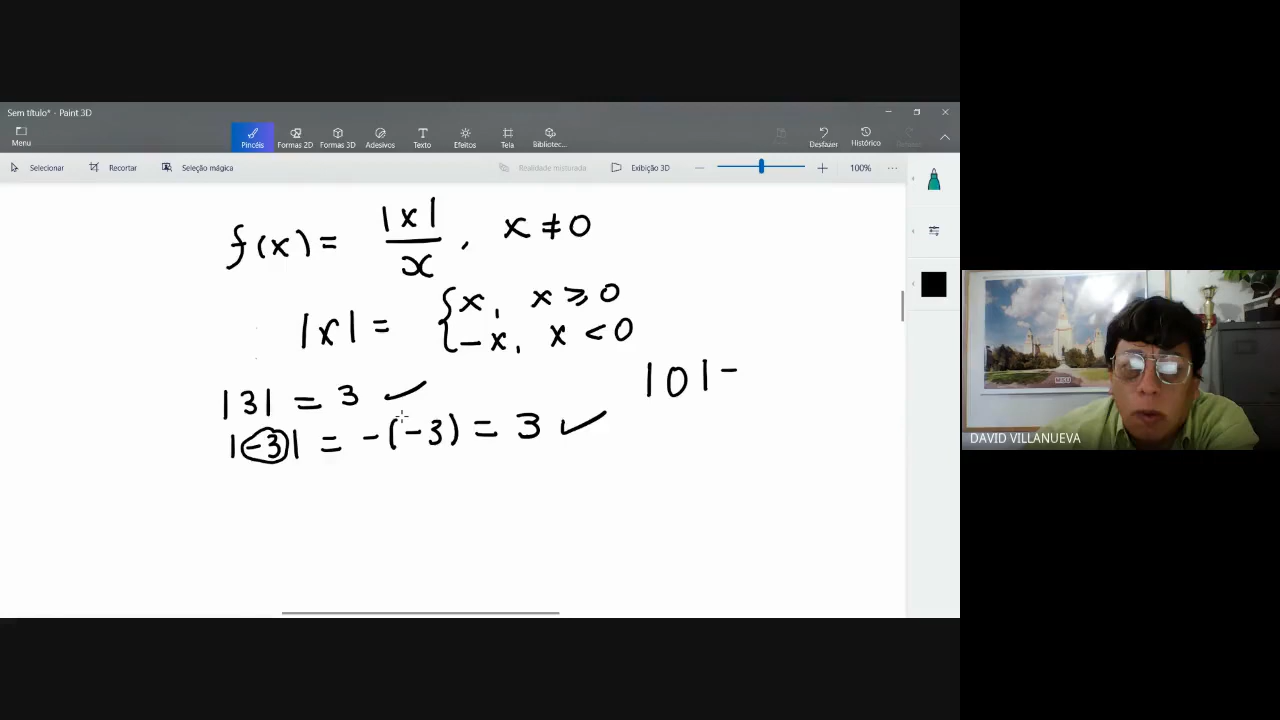 Sem título* - Paint 3D
Menu
Pincéis
Formas 2D
Formas 3D
Adesivos
Texto
Efeitos
Tela
Bibliotec...
Desfazer
Histórico
Selecionar
Recortar
Seleção mágica
Realidade misturada
Exibição 3D
100%
f(x) = |x|/x , x ≠ 0
|x| = { x, x ⩾ 0
-x, x < 0
|3| = 3 ✓
|0| -
|-3| = -(-3) = 3 ✓
DAVID VILLANUEVA